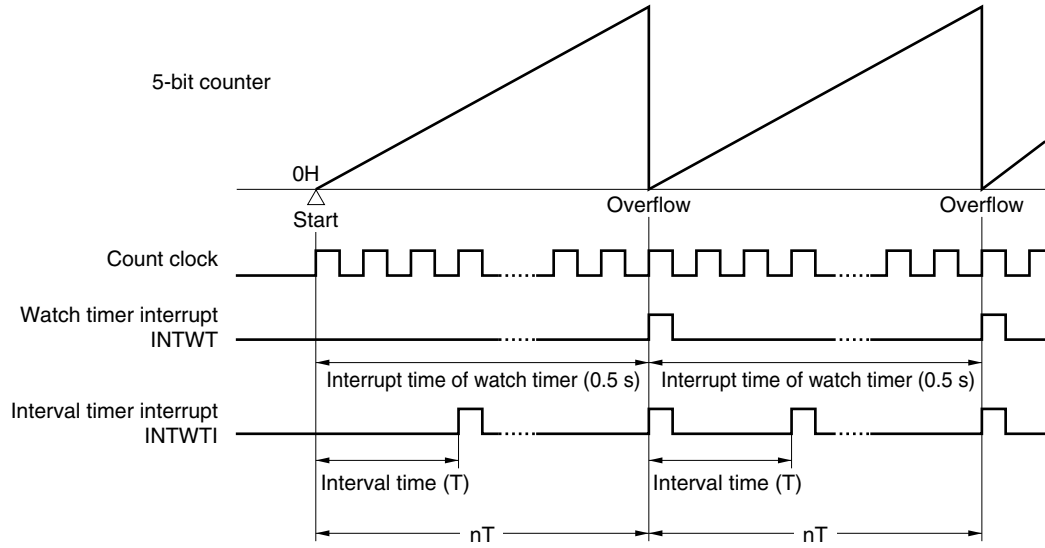 5-bit counter
0H
Start
Overflow
Overflow
Count clock
Watch timer interrupt
INTWT
Interrupt time of watch timer (0.5 s)
Interrupt time of watch timer (0.5 s)
Interval timer interrupt
INTWTI
Interval time (T)
Interval time (T)
nT
nT